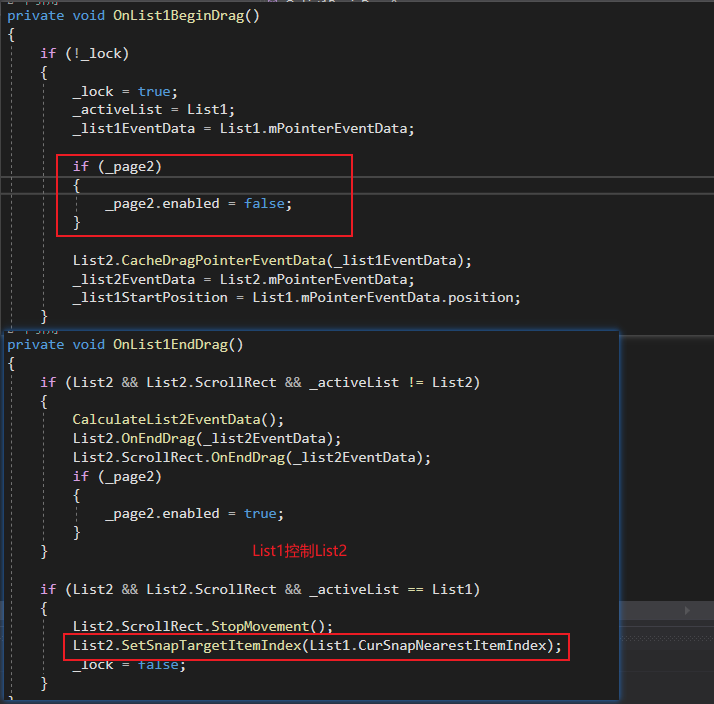 private void OnList1BeginDrag()
{
if (!_lock)
{
_lock = true;
_activeList = List1;
_list1EventData = List1.mPointerEventData;
if (_page2)
{
_page2.enabled = false;
}
List2.CacheDragPointerEventData(_list1EventData);
_list2EventData = List2.mPointerEventData;
_list1StartPosition = List1.mPointerEventData.position;
}
private void OnList1EndDrag()
{
if (List2 && List2.ScrollRect && _activeList != List2)
{
CalculateList2EventData();
List2.OnEndDrag(_list2EventData);
List2.ScrollRect.OnEndDrag(_list2EventData);
if (_page2)
{
_page2.enabled = true;
}
}
List1控制List2
if (List2 && List2.ScrollRect && _activeList == List1)
{
List2.ScrollRect.StopMovement();
List2.SetSnapTargetItemIndex(List1.CurSnapNearestItemIndex);
_lock = false;
}
}